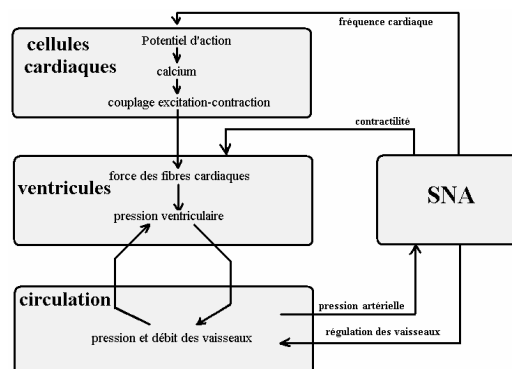 fréquence cardiaque
cellules
cardiaques
Potentiel d'action
calcium
couplage excitation-contraction
contractilité
ventricules
force des fibres cardiaques
pression ventriculaire
SNA
circulation
pression artérielle
régulation des vaisseaux
pression et débit des vaisseaux